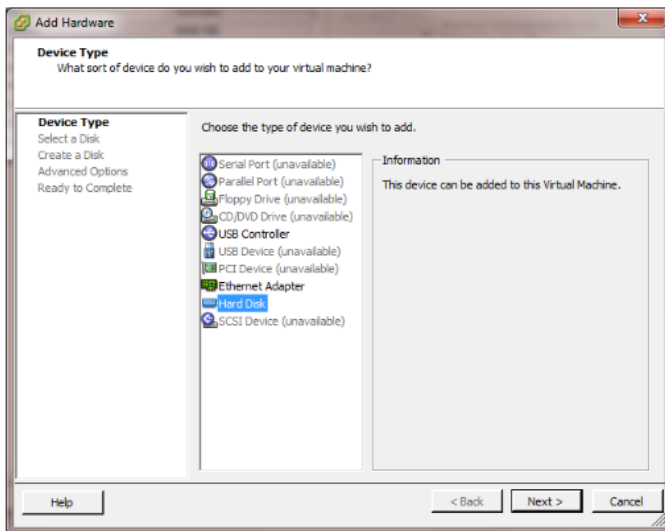 Add Hardware
Device Type
What sort of device do you wish to add to your virtual machine?
Device Type
Select a Disk
Create a Disk
Advanced Options
Ready to Complete
Choose the type of device you wish to add.
Serial Port (unavailable)
Parallel Port (unavailable)
Floppy Drive (unavailable)
CD/DVD Drive (unavailable)
USB Controller
USB Device (unavailable)
PCI Device (unavailable)
Ethernet Adapter
Hard Disk
SCSI Device (unavailable)
Information
This device can be added to this Virtual Machine.
Help
< Back
Next >
Cancel